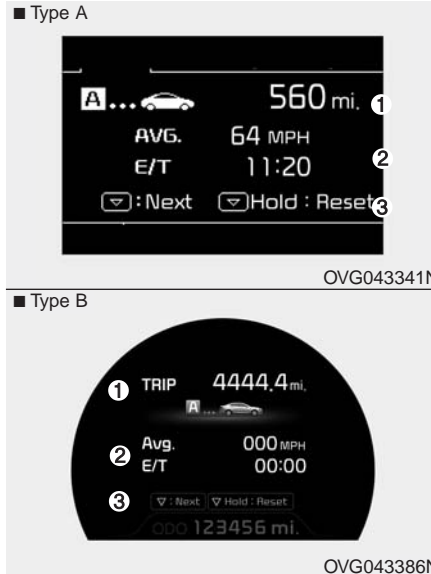 ■ Type A
A... 560 mi. 1
AVG. 64 MPH
E/T 11:20 2
: Next Hold : Reset 3
OVG043341N
■ Type B
1 TRIP 4444.4 mi.
A...
2 Avg. 000 MPH
E/T 00:00
3 ▽ : Next ▽ Hold : Reset
ODO 123456 mi.
OVG043386N